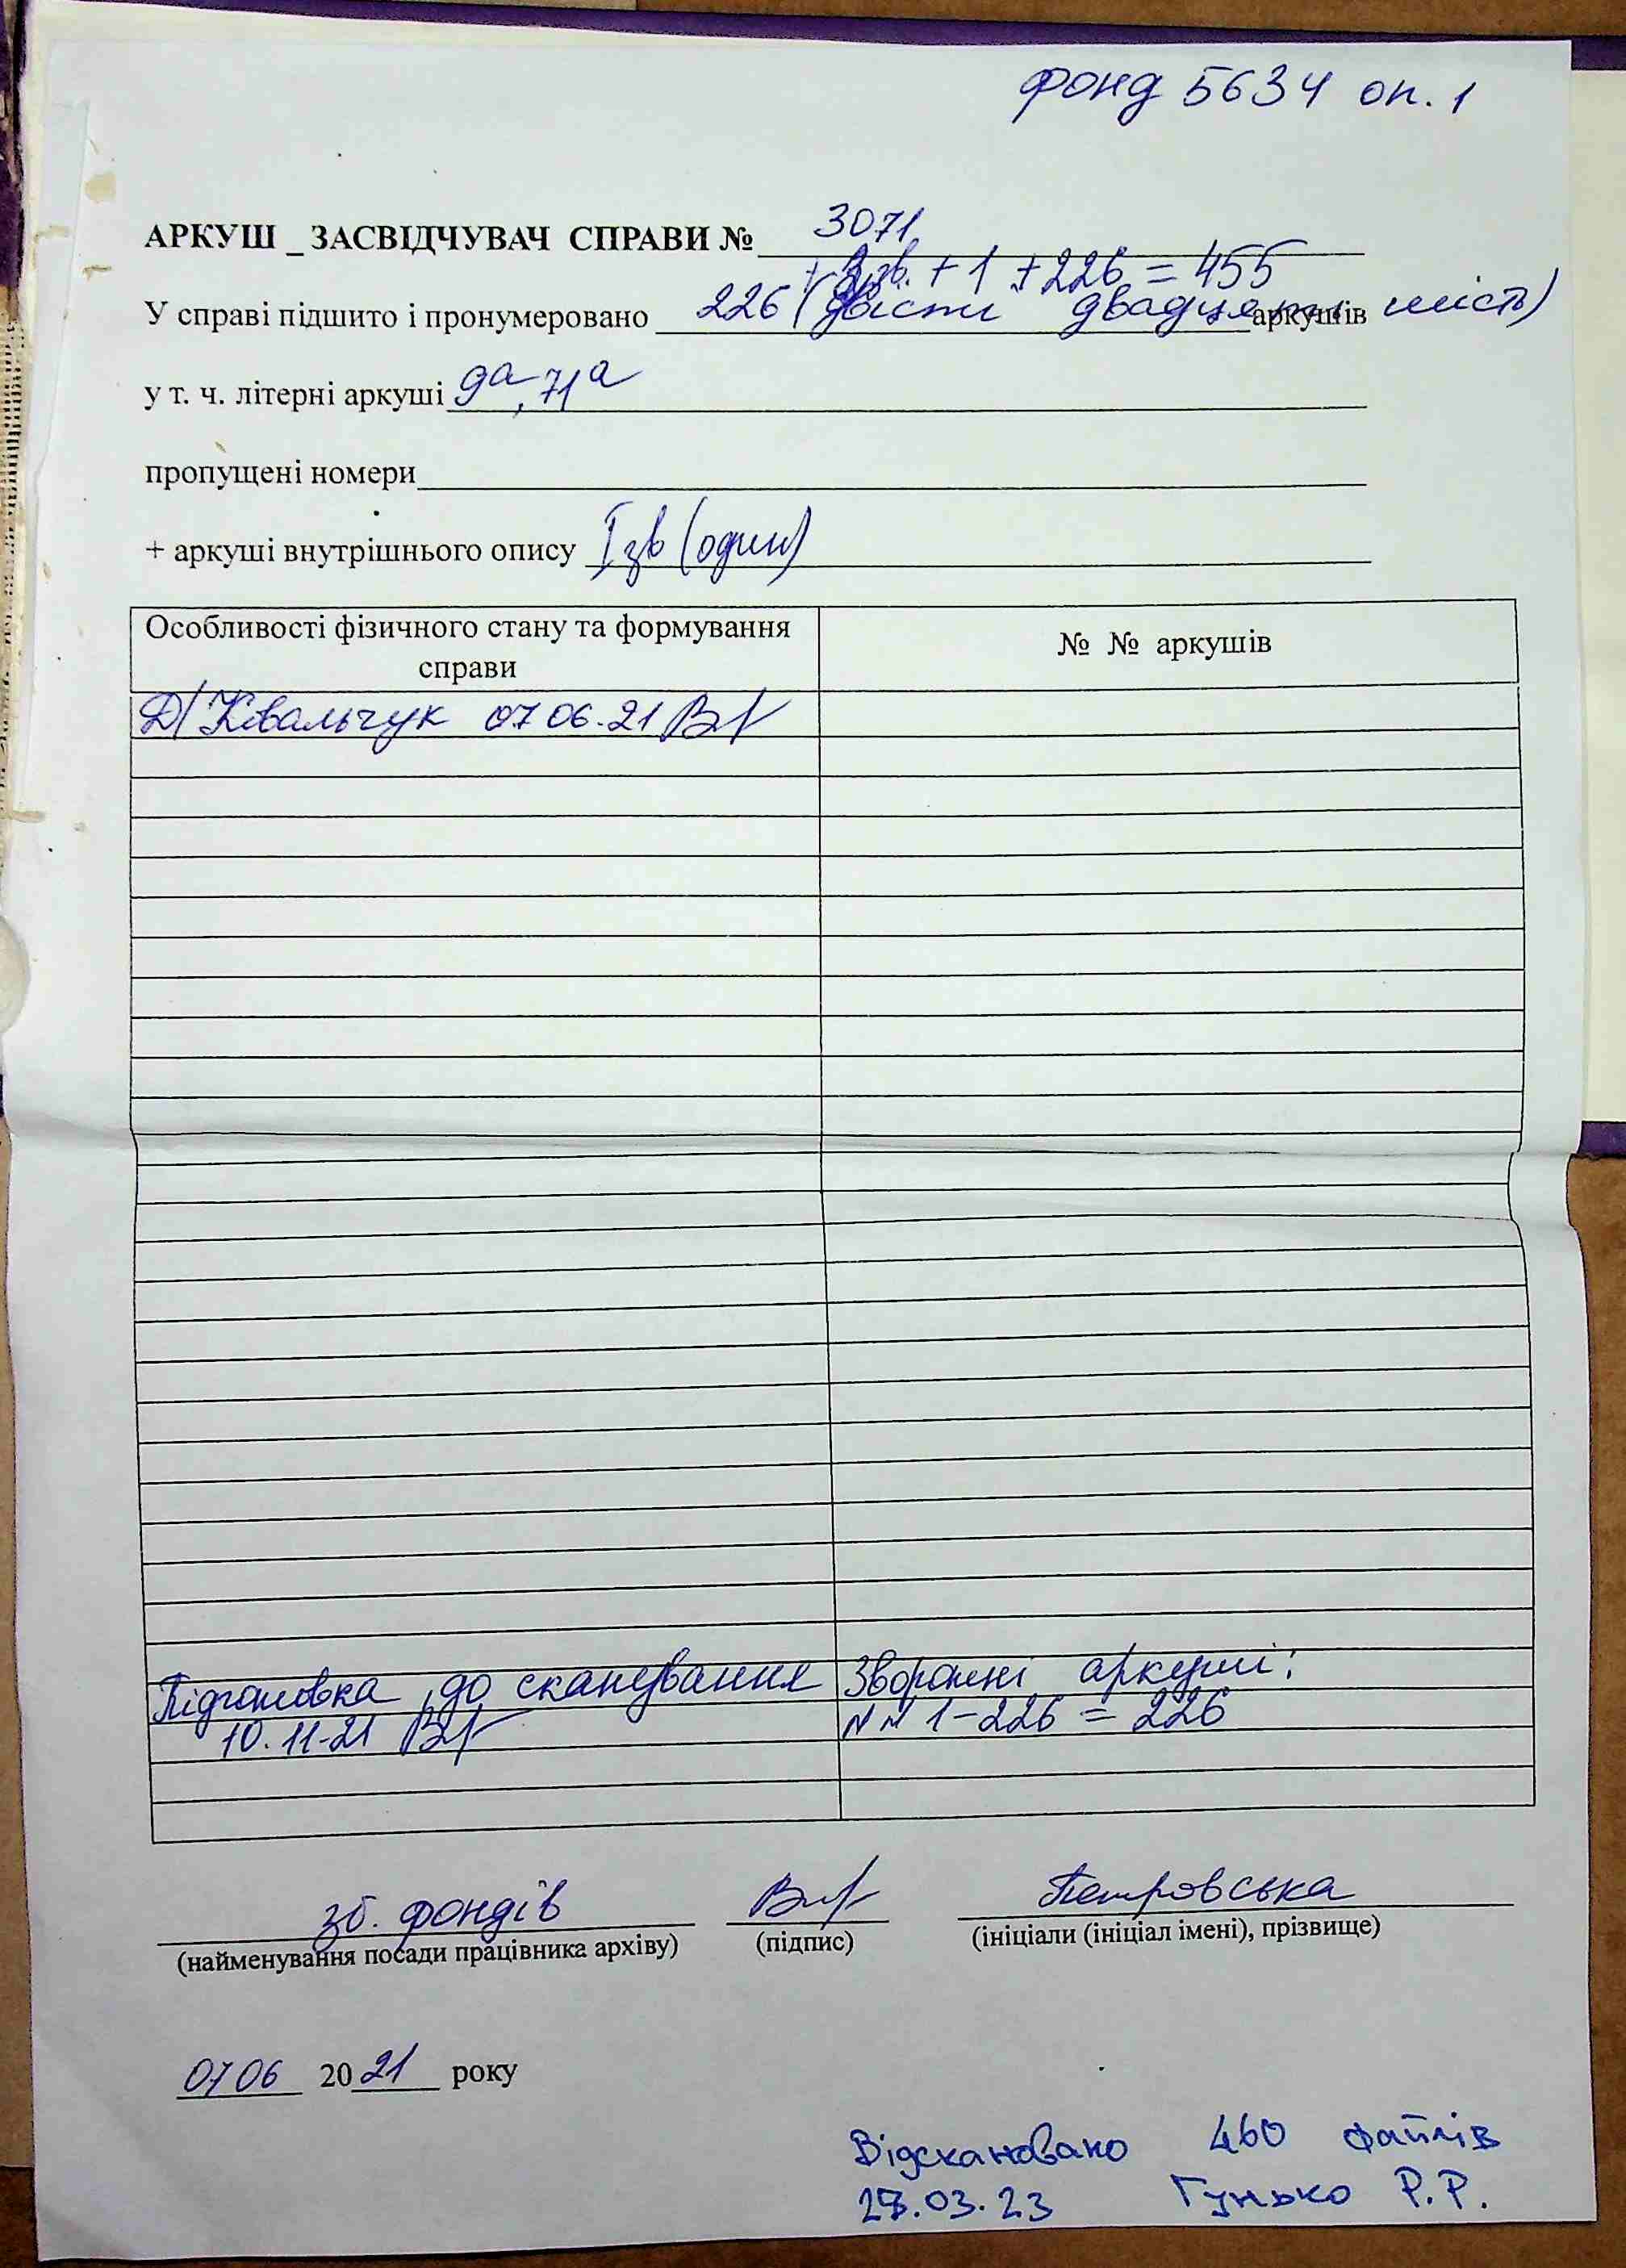 фонд 5634 оп. 1
АРКУШ _ ЗАСВІДЧУВАЧ СПРАВИ № 3071
+ 1 + 226 = 455
У справі підшито і пронумеровано 226 (двісти двадцять шість) аркушів
у т. ч. літерні аркуші 9а, 71а
пропущені номери
+ аркуші внутрішнього опису І зв (один)
Особливості фізичного стану та формування справи
№ № аркушів
Д/Ковальчук 07 06.21
Підготовка до сканування
Зворотні аркуші:
10.11.21
№№ 1-226 = 226
зб. фондів
Петровська
(найменування посади працівника архіву) (підпис) (ініціали (ініціал імені), прізвище)
07 06 2021 року
Відскановано 460 файлів
27.03.23 Гунько Р.Р.